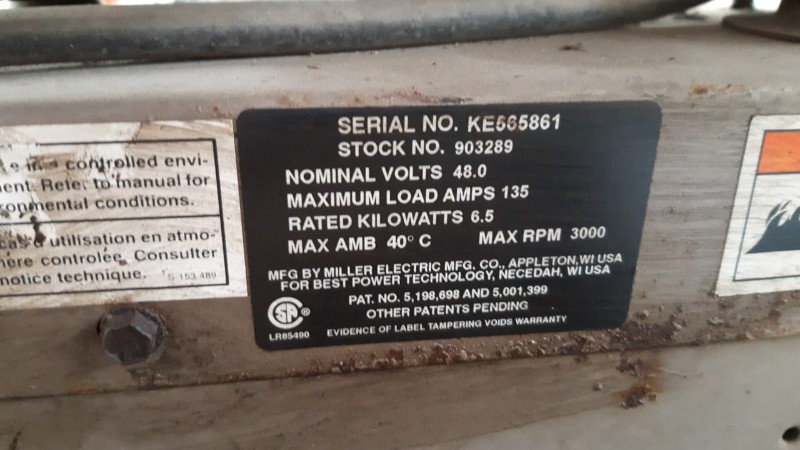 controlled envi-
Refer to manual for
conditions.
utilisation en atmo-
controlée. Consulter
notice technique. S-153 489
SERIAL NO. KE565861
STOCK NO. 903289
NOMINAL VOLTS 48.0
MAXIMUM LOAD AMPS 135
RATED KILOWATTS 6.5
MAX AMB 40° C MAX RPM 3000
MFG BY MILLER ELECTRIC MFG. CO., APPLETON, WI USA
FOR BEST POWER TECHNOLOGY, NECEDAH, WI USA
PAT. NO. 5,198,698 AND 5,001,399
OTHER PATENTS PENDING
SA ®
LR85490 EVIDENCE OF LABEL TAMPERING VOIDS WARRANTY